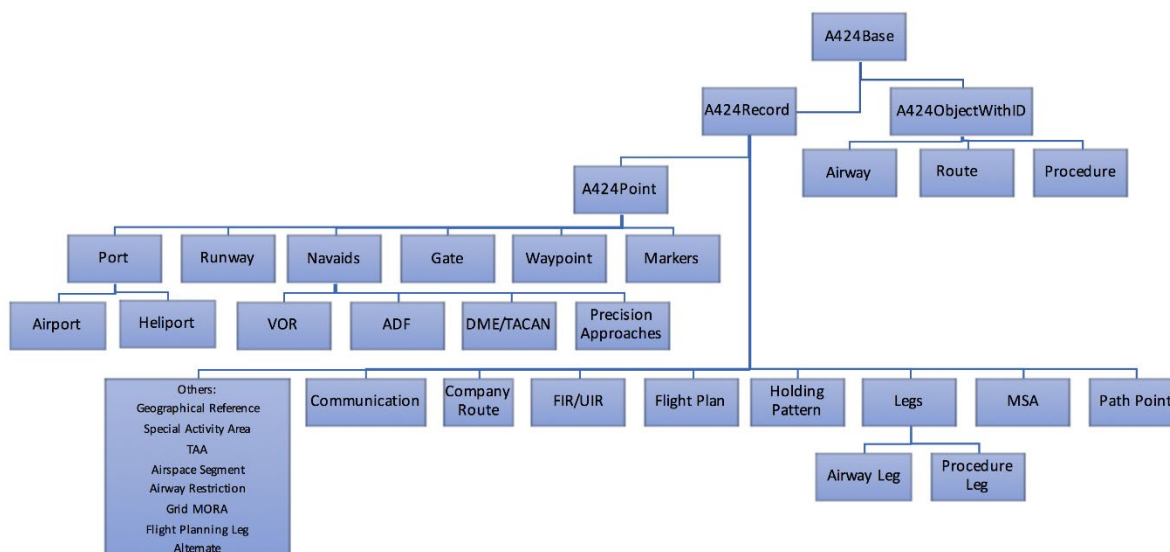 A424Base
A424Record
A424ObjectWithID
Airway
Route
Procedure
A424Point
Port
Runway
Navaids
Gate
Waypoint
Markers
Airport
Heliport
VOR
ADF
DME/TACAN
Precision
Approaches
Others:
Geographical Reference
Special Activity Area
TAA
Airspace Segment
Airway Restriction
Grid MORA
Flight Planning Leg
Alternate
Communication
Company
Route
FIR/UIR
Flight Plan
Holding
Pattern
Legs
MSA
Path Point
Airway Leg
Procedure
Leg